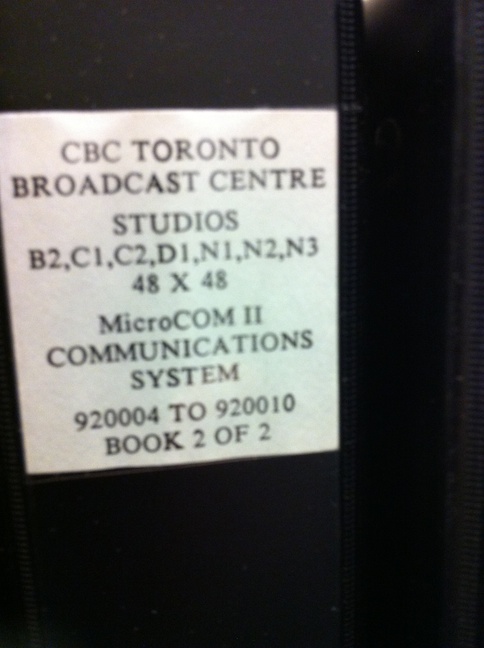 CBC TORONTO
BROADCAST CENTRE
STUDIOS
B2,C1,C2,D1,N1,N2,N3
48 X 48
MicroCOM II
COMMUNICATIONS
SYSTEM
920004 TO 920010
BOOK 2 OF 2